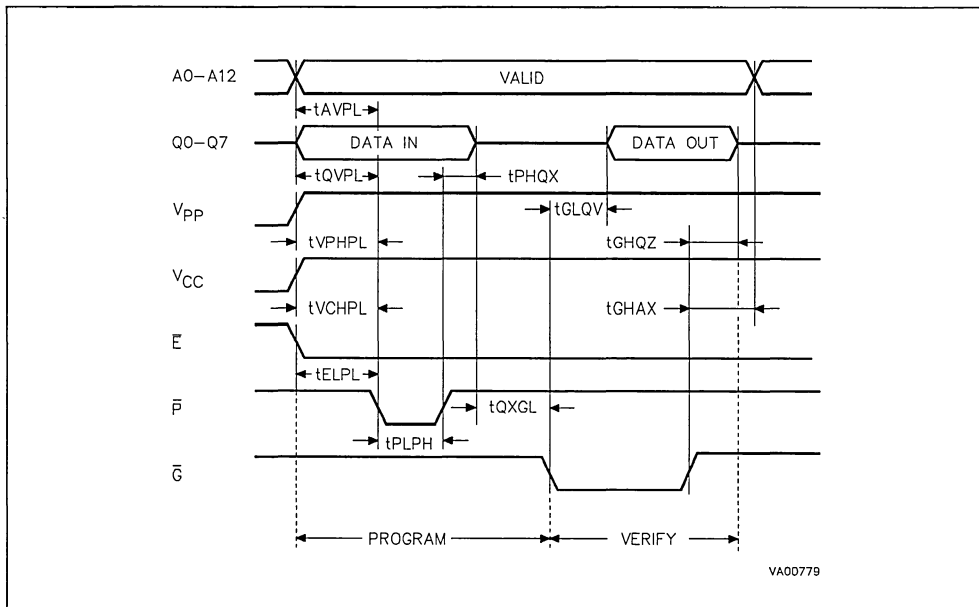 A0-A12
VALID
tAVPL
Q0-Q7
DATA IN
DATA OUT
tQVPL
tPHQX
VPP
tGLQV
tVPHPL
tGHQZ
VCC
tVCHPL
tGHAX
E
tELPL
P
tQXGL
tPLPH
G
PROGRAM
VERIFY
VA00779